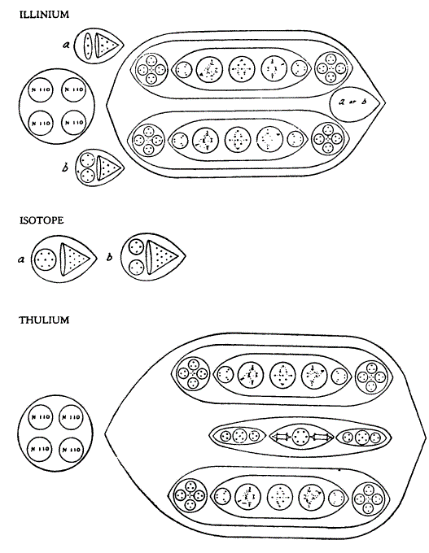 ILLINIUM
a
N 110 N 110
a or b
N 110 N 110
b
ISOTOPE
a b
THULIUM
N 110 N 110
N 110 N 110